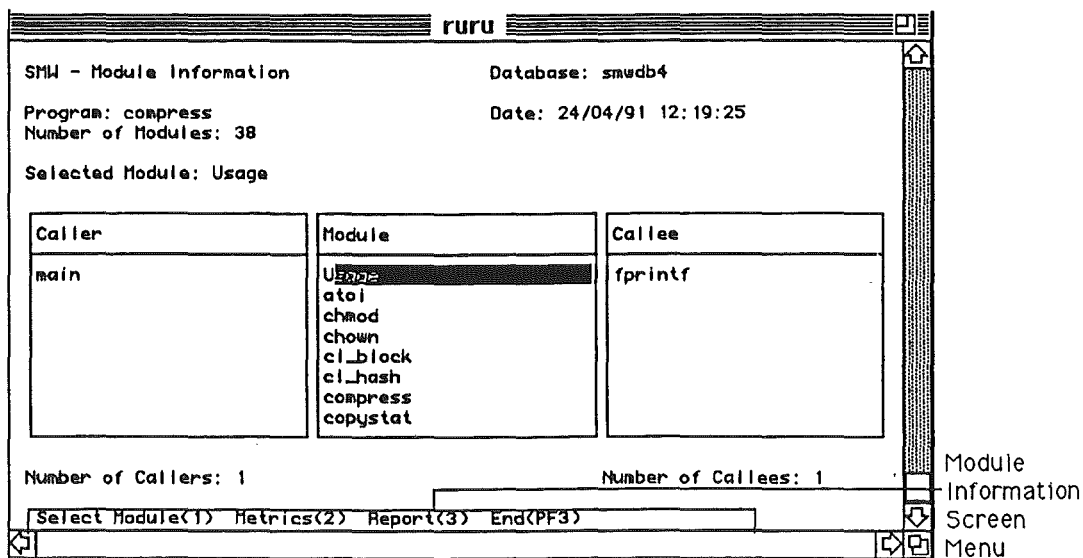 ruru
SMW - Module Information
Database: smwdb4
Program: compress
Date: 24/04/91 12:19:25
Number of Modules: 38
Selected Module: Usage
Caller
Module
Callee
main
Usage
fprintf
atoi
chmod
chown
cl_block
cl_hash
compress
copystat
Number of Callers: 1
Number of Callees: 1
Select Module(1) Metrics(2) Report(3) End(PF3)
Module
Information
Screen
Menu